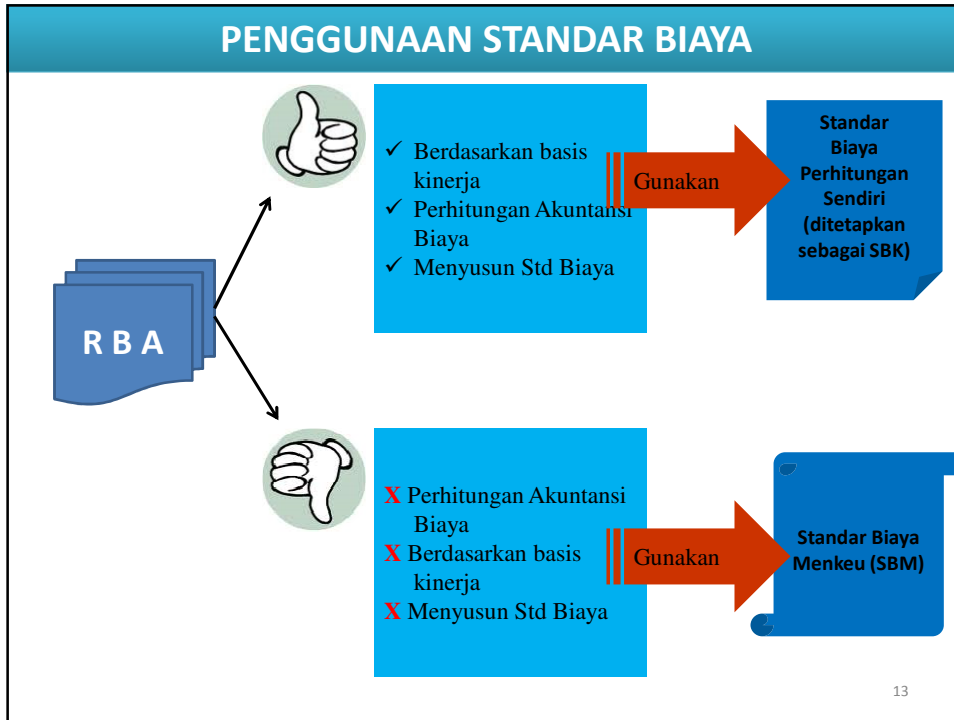 PENGGUNAAN STANDAR BIAYA
R B A
✓ Berdasarkan basis
kinerja
✓ Perhitungan Akuntansi
Biaya
✓ Menyusun Std Biaya
Gunakan
Standar
Biaya
Perhitungan
Sendiri
(ditetapkan
sebagai SBK)
X Perhitungan Akuntansi
Biaya
X Berdasarkan basis
kinerja
X Menyusun Std Biaya
Gunakan
Standar Biaya
Menkeu (SBM)
13